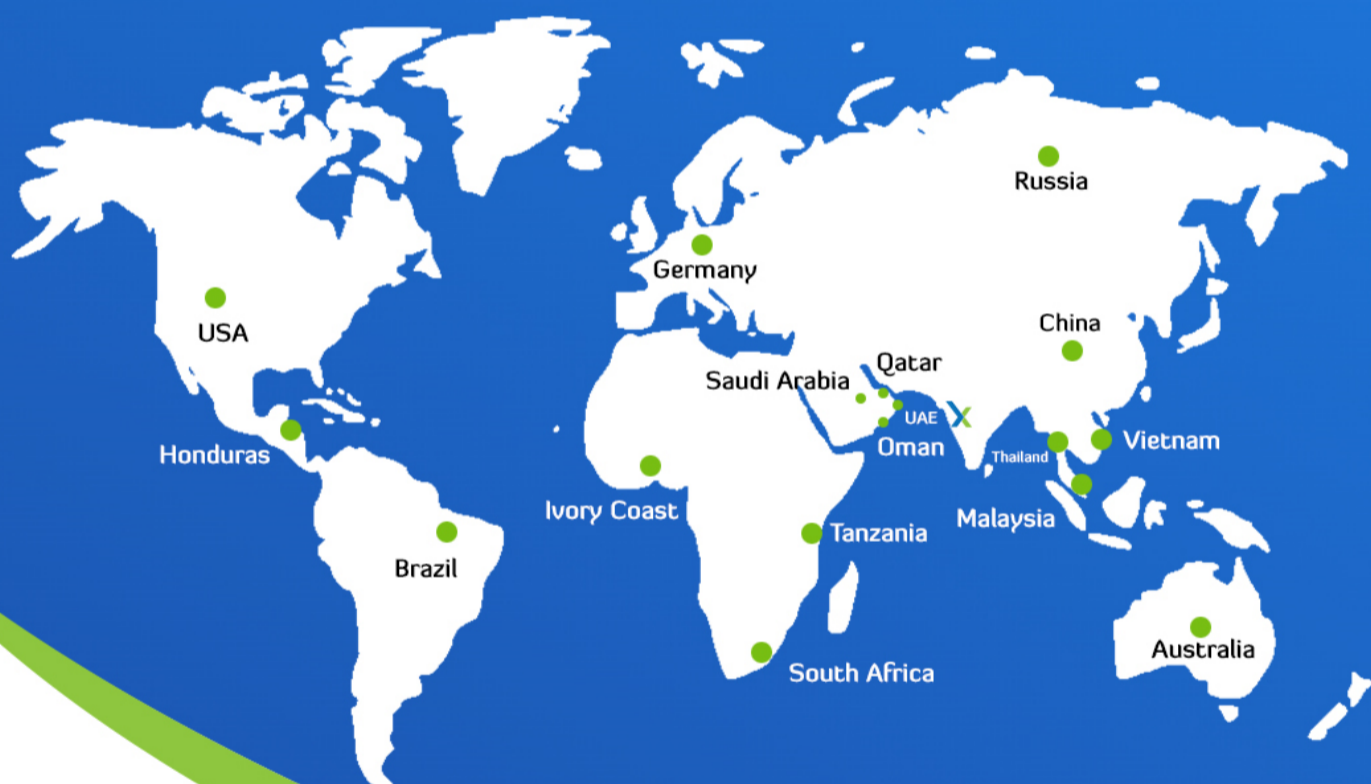 Russia
Germany
USA
China
Qatar
Saudi Arabia
UAE
Oman
Honduras
Thailand
Vietnam
Ivory Coast
Malaysia
Tanzania
Brazil
Australia
South Africa